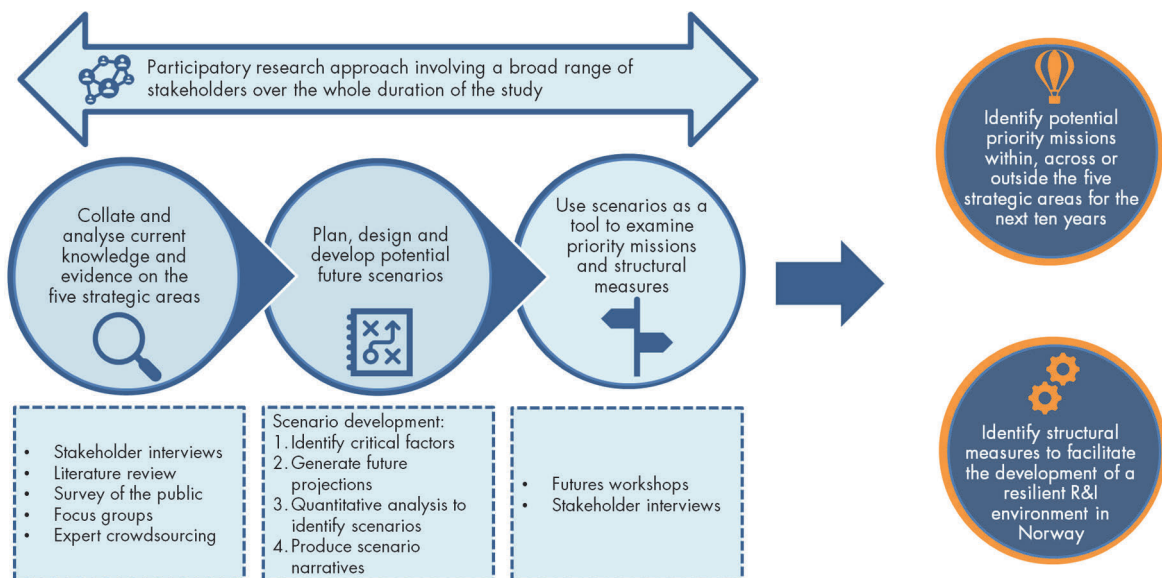 Participatory research approach involving a broad range of
stakeholders over the whole duration of the study
Collate and
analyse current
knowledge and
evidence on the
five strategic areas
Plan, design and
develop potential
future scenarios
Use scenarios as a
tool to examine
priority missions
and structural
measures
• Stakeholder interviews
• Literature review
• Survey of the public
• Focus groups
• Expert crowdsourcing
Scenario development:
1. Identify critical factors
2. Generate future
projections
3. Quantitative analysis to
identify scenarios
4. Produce scenario
narratives
• Futures workshops
• Stakeholder interviews
Identify potential
priority missions
within, across or
outside the five
strategic areas for the
next ten years
Identify structural
measures to facilitate
the development of a
resilient R&I
environment in
Norway